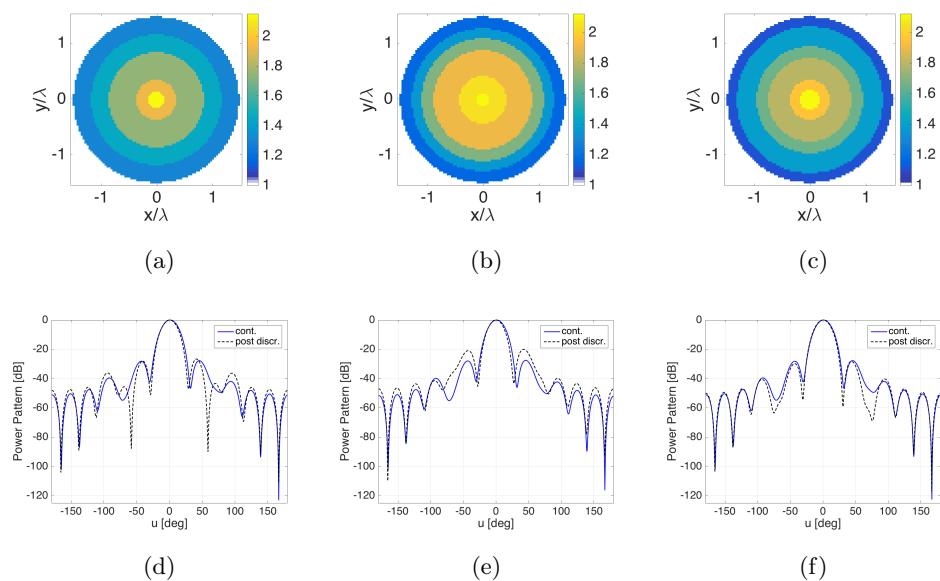 1
0
-1
y/λ
-1 0 1
x/λ
2
1.8
1.6
1.4
1.2
1
1
0
-1
y/λ
-1 0 1
x/λ
2
1.8
1.6
1.4
1.2
1
1
0
-1
y/λ
-1 0 1
x/λ
2
1.8
1.6
1.4
1.2
1
(a) (b) (c)
0
-20
-40
-60
-80
-100
-120
Power Pattern [dB]
cont.
post discr.
-150 -100 -50 0 50 100 150
u [deg]
0
-20
-40
-60
-80
-100
-120
Power Pattern [dB]
cont.
post discr.
-150 -100 -50 0 50 100 150
u [deg]
0
-20
-40
-60
-80
-100
-120
Power Pattern [dB]
cont.
post discr.
-150 -100 -50 0 50 100 150
u [deg]
(d) (e) (f)